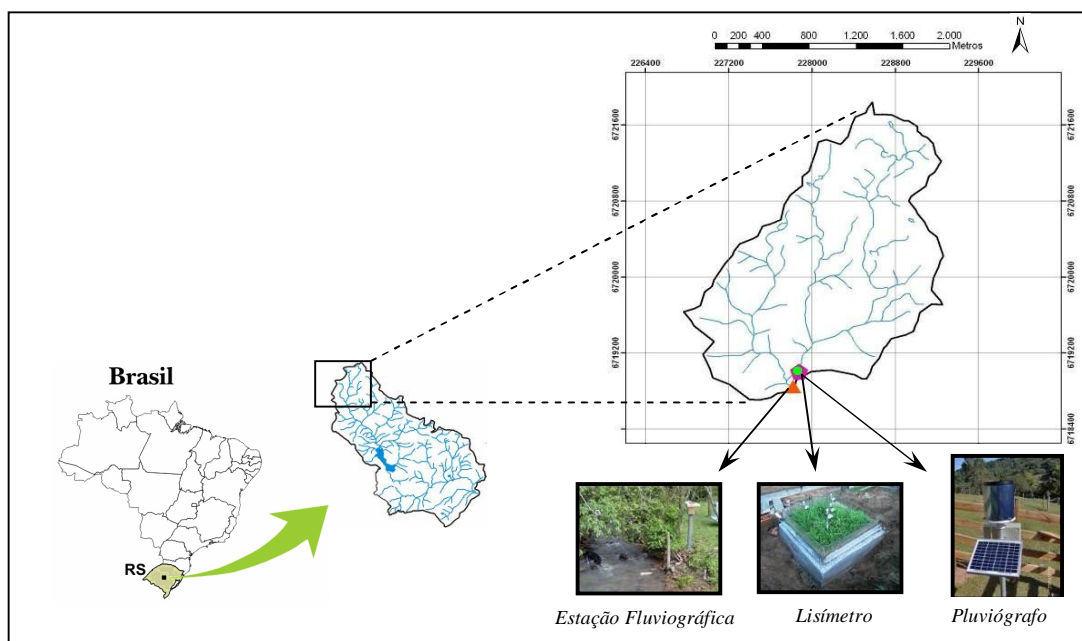 N
0 200 400 800 1.200 1.600 2.000
Metros
226400 227200 228000 228800 229600
6721600 6721600
6720800 6720800
6720000 6720000
6719200 6719200
6718400 6718400
Brasil
RS
Estação Fluviográfica Lisímetro Pluviógrafo